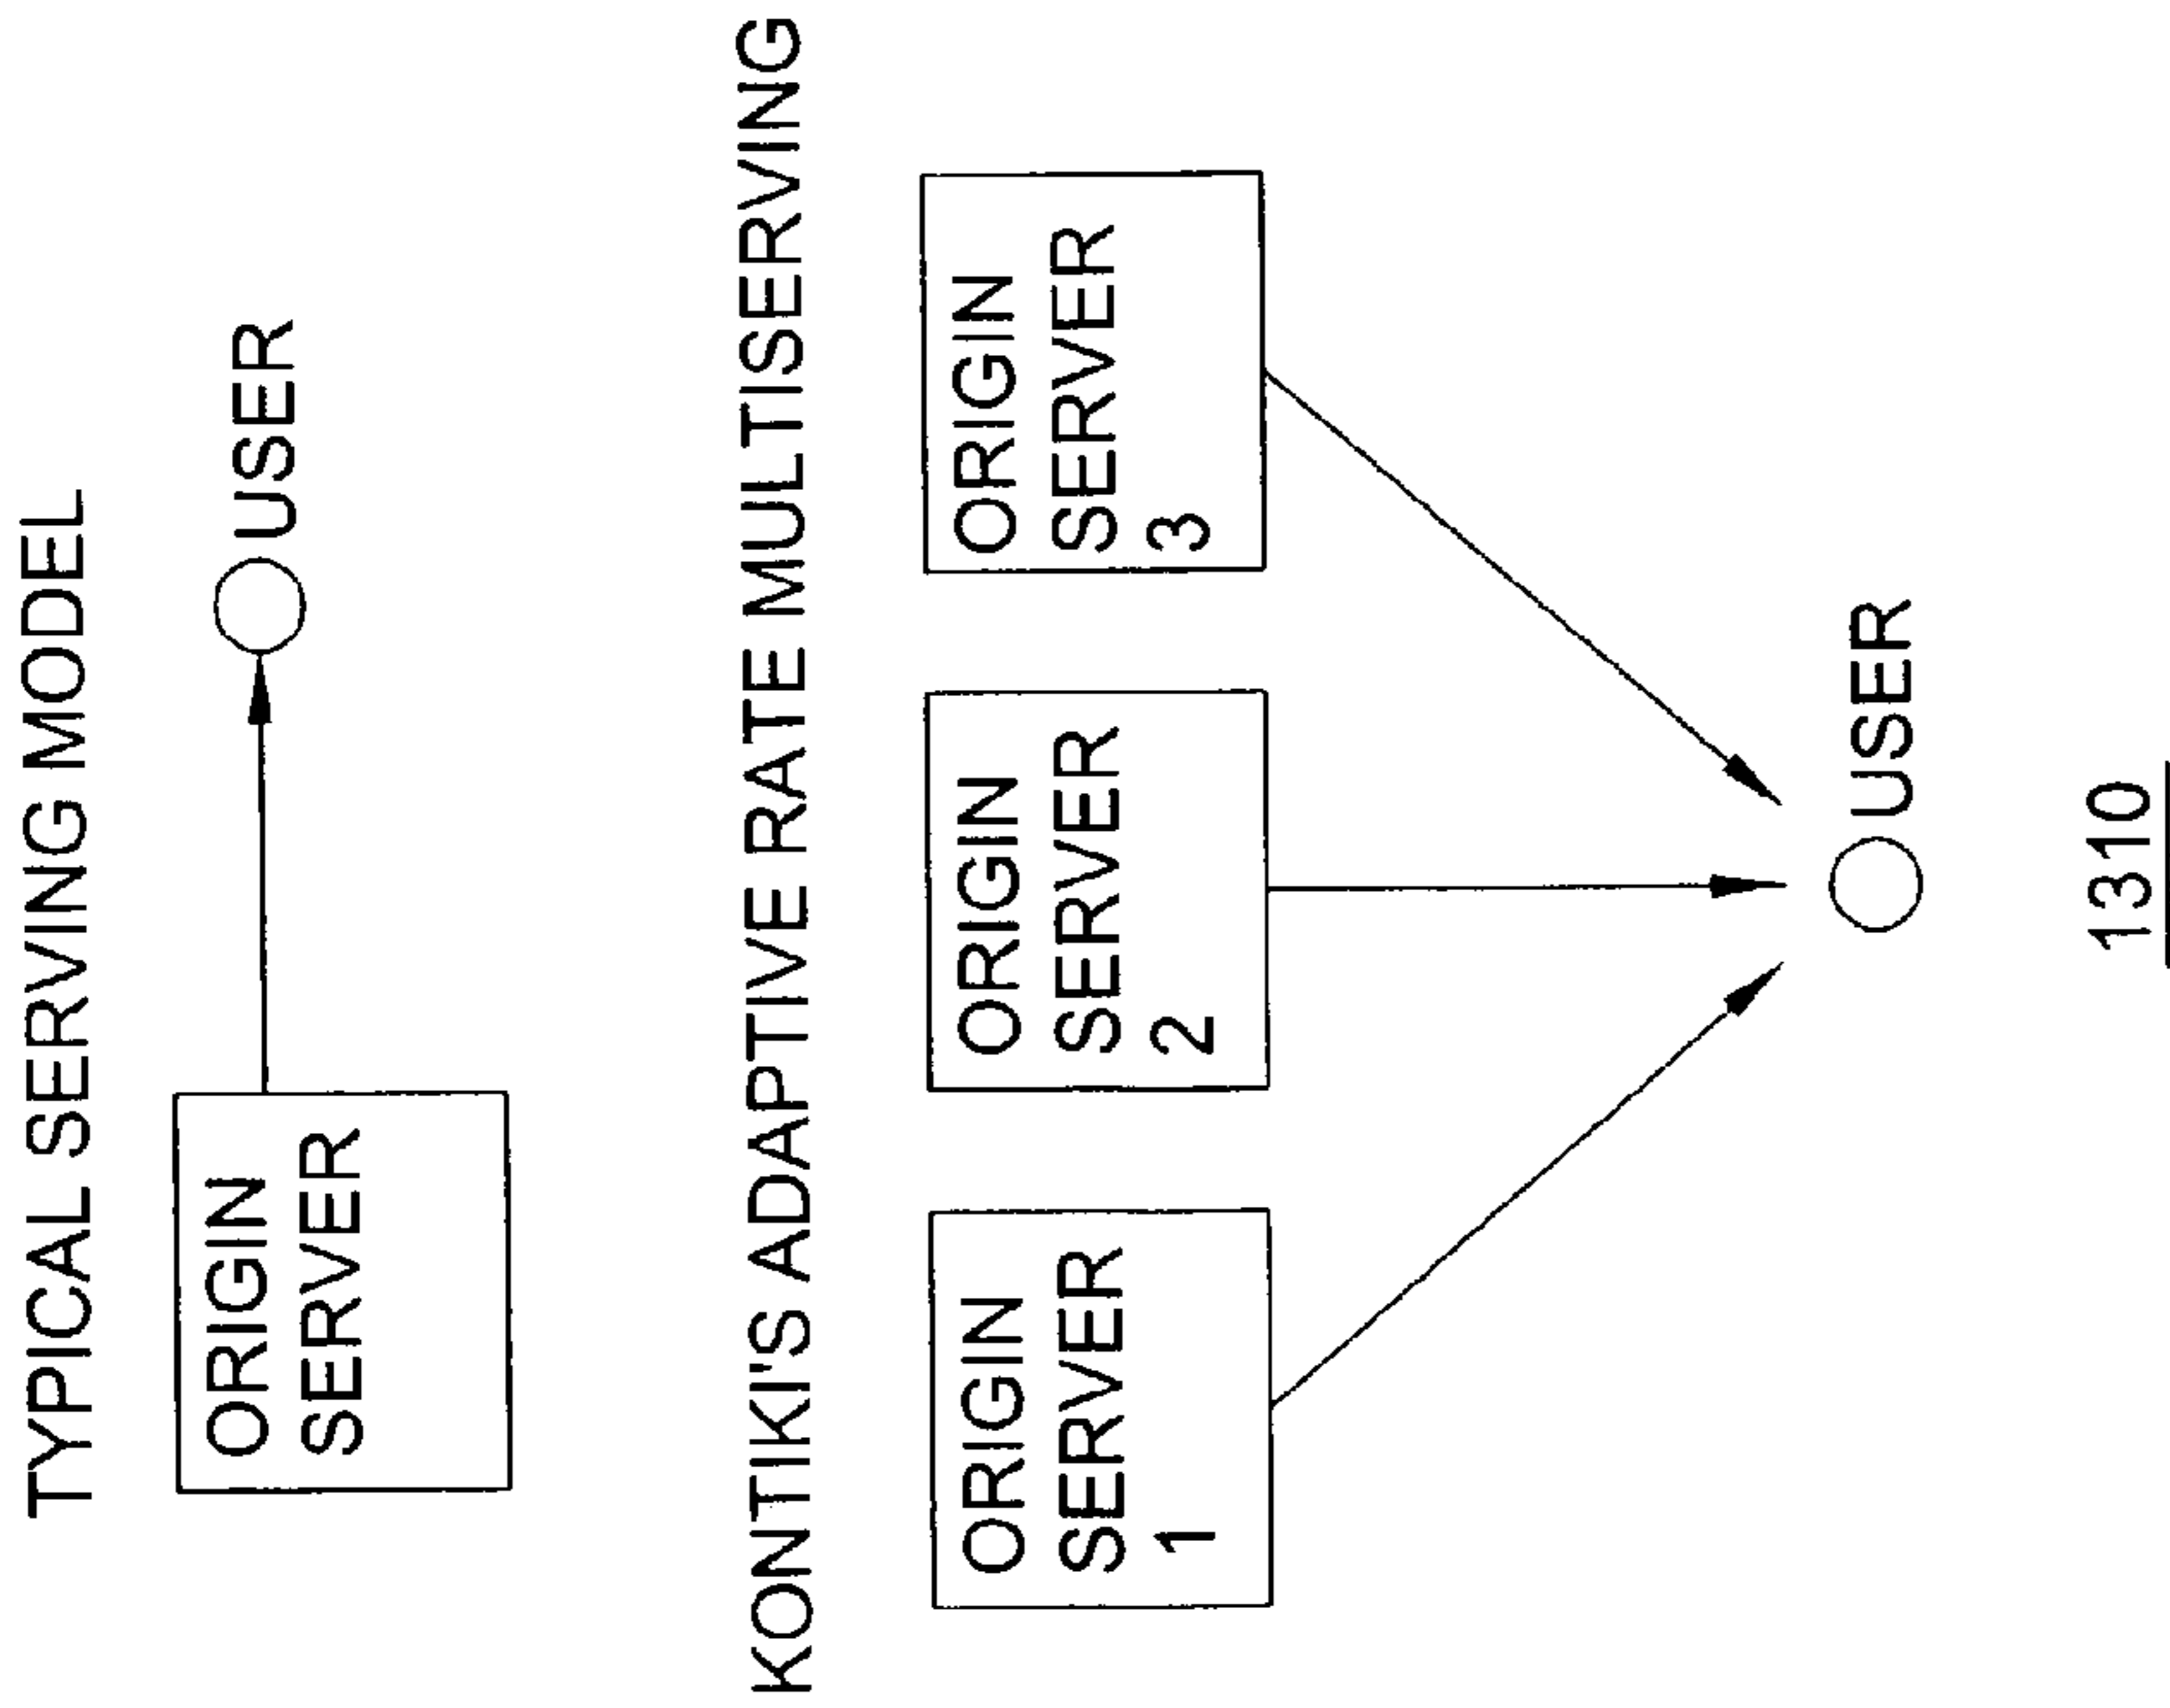 TYPICAL SERVING MODEL
ORIGIN
SERVER
USER
KONTIKI'S ADAPTIVE RATE MULTISERVING
ORIGIN
SERVER
1
ORIGIN
SERVER
2
ORIGIN
SERVER
3
USER
1310